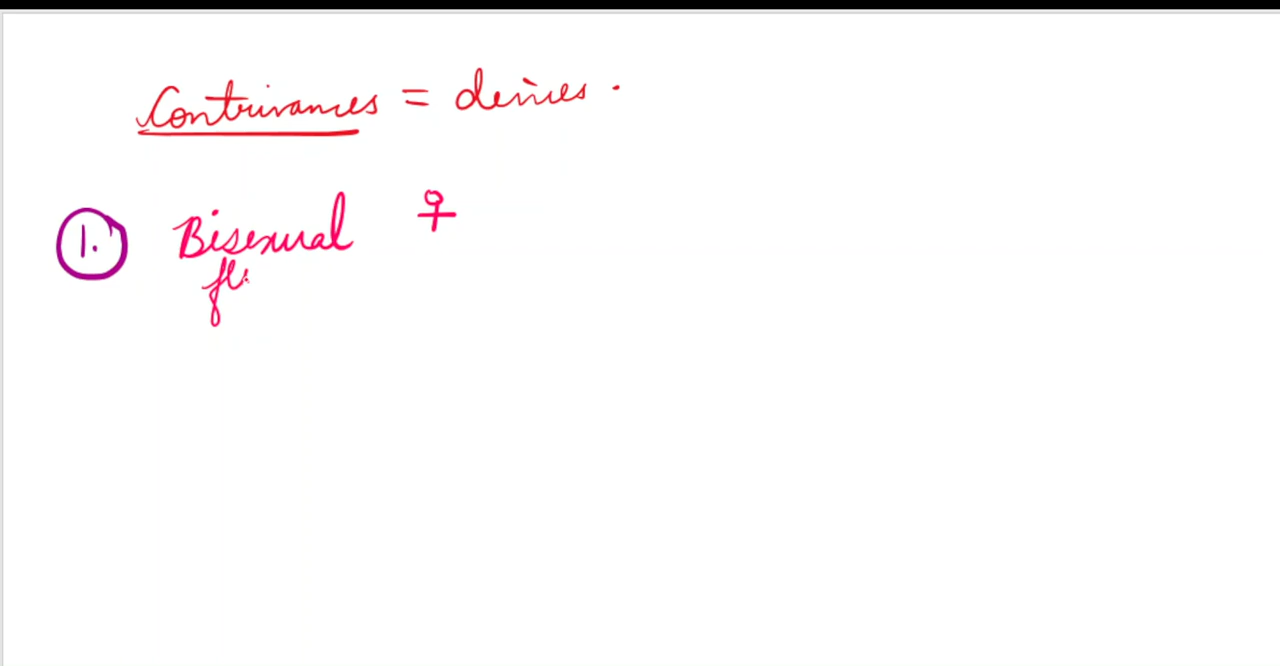 Contrivances = devices .
1. Bisexual ♀
fl.